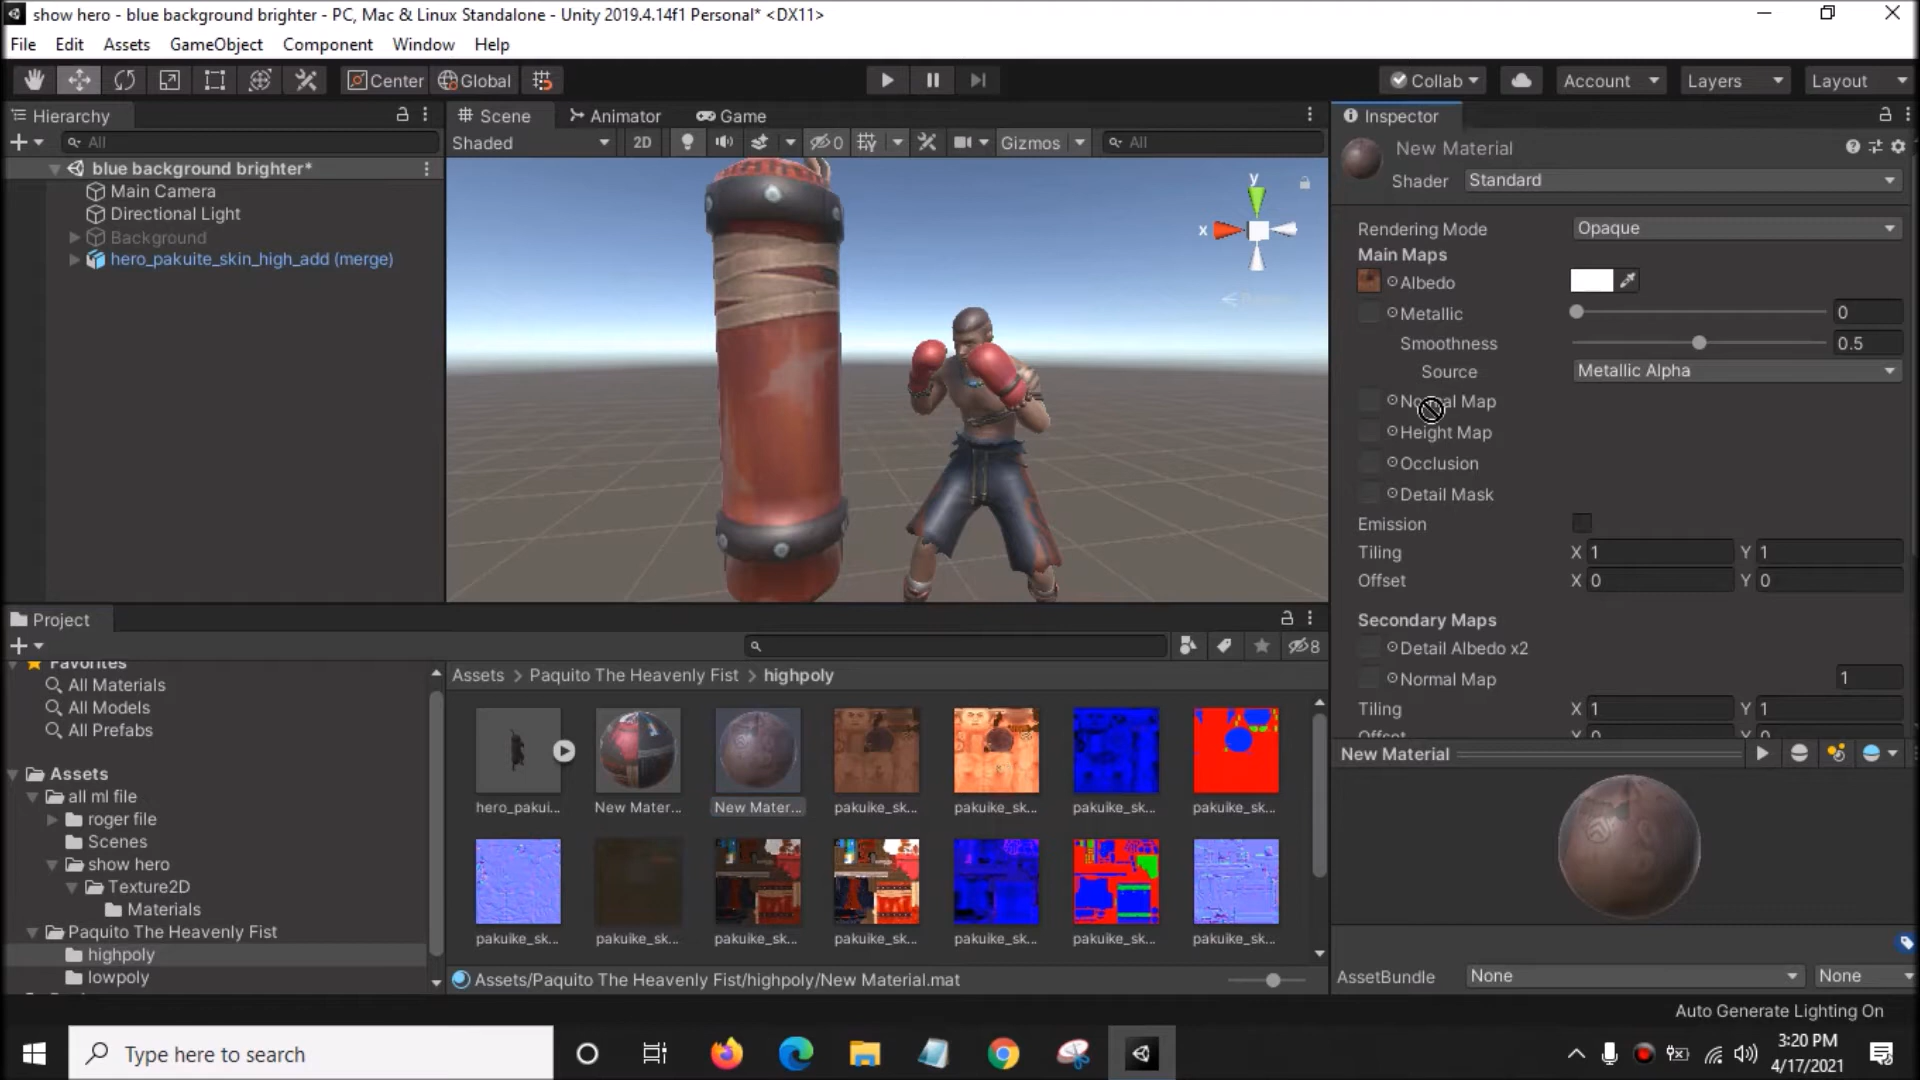 show hero - blue background brighter - PC, Mac & Linux Standalone - Unity 2019.4.14f1 Personal* <DX11>
File Edit Assets GameObject Component Window Help
Center Global Collab Account Layers Layout
Hierarchy
All
blue background brighter*
Main Camera
Directional Light
Background
hero_pakuite_skin_high_add (merge)
Scene Animator Game
Shaded 2D 0 Gizmos All
y
x
Inspector
New Material
Shader Standard
Rendering Mode Opaque
Main Maps
Albedo
Metallic 0
Smoothness 0.5
Source Metallic Alpha
Normal Map
Height Map
Occlusion
Detail Mask
Emission
Tiling X 1 Y 1
Offset X 0 Y 0
Secondary Maps
Detail Albedo x2
Normal Map 1
Tiling X 1 Y 1
Offset X 0 Y 0
New Material
AssetBundle None None
Auto Generate Lighting On
Project
8
Favorites
All Materials
All Models
All Prefabs
Assets
all ml file
roger file
Scenes
show hero
Texture2D
Materials
Paquito The Heavenly Fist
highpoly
lowpoly
Assets > Paquito The Heavenly Fist > highpoly
hero_pakui... New Mater... New Mater... pakuike_sk... pakuike_sk... pakuike_sk... pakuike_sk...
pakuike_sk... pakuike_sk... pakuike_sk... pakuike_sk... pakuike_sk... pakuike_sk... pakuike_sk...
Assets/Paquito The Heavenly Fist/highpoly/New Material.mat
Type here to search
3:20 PM
4/17/2021